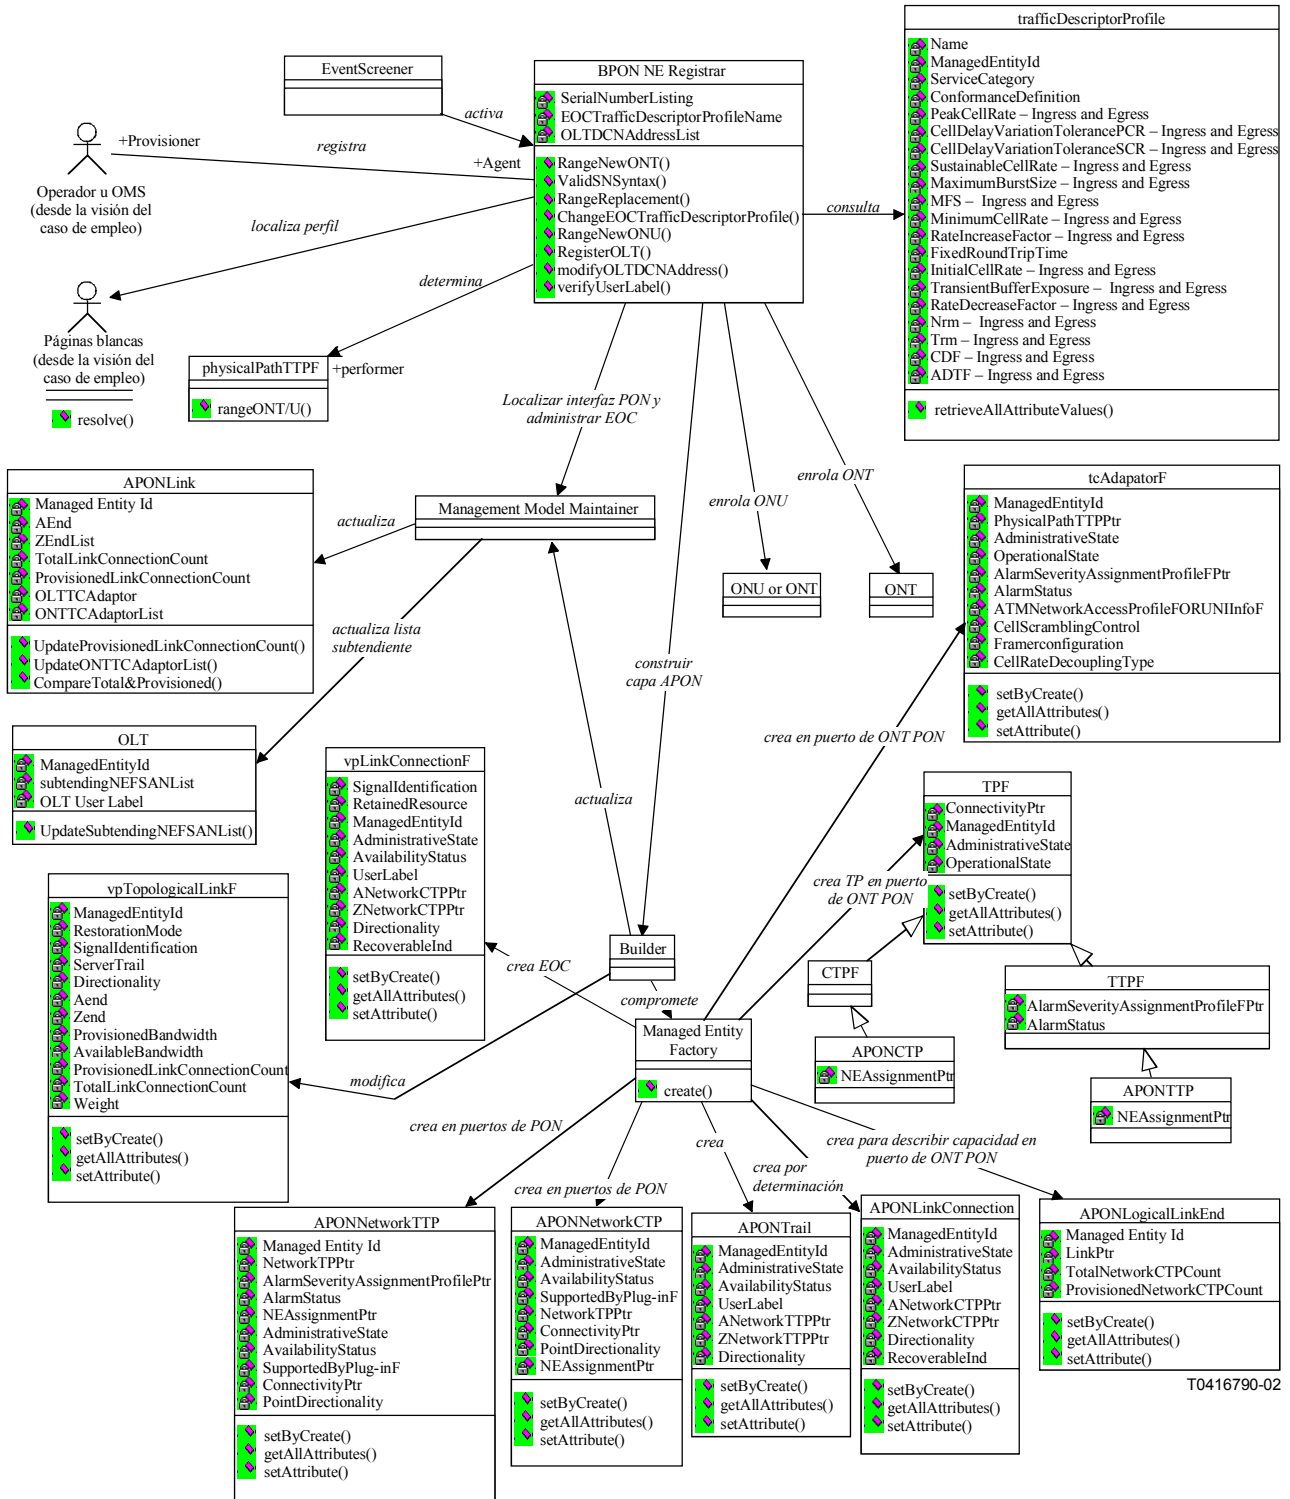 trafficDescriptorProfile
Name
ManagedEntityId
ServiceCategory
ConformanceDefinition
PeakCellRate – Ingress and Egress
CellDelayVariationTolerancePCR – Ingress and Egress
CellDelayVariationToleranceSCR – Ingress and Egress
SustainableCellRate – Ingress and Egress
MaximumBurstSize – Ingress and Egress
MFS – Ingress and Egress
MinimumCellRate – Ingress and Egress
RateIncreaseFactor – Ingress and Egress
FixedRoundTripTime
InitialCellRate – Ingress and Egress
TransientBufferExposure – Ingress and Egress
RateDecreaseFactor – Ingress and Egress
Nrm – Ingress and Egress
Trm – Ingress and Egress
CDF – Ingress and Egress
ADTF – Ingress and Egress
retrieveAllAttributeValues()
EventScreener
activa
BPON NE Registrar
SerialNumberListing
EOCTrafficDescriptorProfileName
OLTDCNAddressList
RangeNewONT()
ValidSNSyntax()
RangeReplacement()
ChangeEOCTrafficDescriptorProfile()
RangeNewONU()
RegisterOLT()
modifyOLTDCNAddress()
verifyUserLabel()
consulta
+Provisioner
registra
+Agent
Operador u OMS
(desde la visión del
caso de empleo)
localiza perfil
determina
Páginas blancas
(desde la visión del
caso de empleo)
resolve()
physicalPathTTPF
+performer
rangeONT/U()
Localizar interfaz PON y
administrar EOC
enrola ONU
enrola ONT
APONLink
Managed Entity Id
AEnd
ZEndList
TotalLinkConnectionCount
ProvisionedLinkConnectionCount
OLTTCAdaptor
ONTTCAdaptorList
UpdateProvisionedLinkConnectionCount()
UpdateONTTCAdaptorList()
CompareTotal&Provisioned()
actualiza
Management Model Maintainer
ONU or ONT
ONT
tcAdapatorF
ManagedEntityId
PhysicalPathTTPPtr
AdministrativeState
OperationalState
AlarmSeverityAssignmentProfileFPtr
AlarmStatus
ATMNetworkAccessProfileFORUNIInfoF
CellScramblingControl
Framerconfiguration
CellRateDecouplingType
setByCreate()
getAllAttributes()
setAttribute()
actualiza lista
subtendiente
construir
capa APON
crea en puerto de ONT PON
OLT
ManagedEntityId
subtendingNEFSANList
OLT User Label
UpdateSubtendingNEFSANList()
vpLinkConnectionF
SignalIdentification
RetainedResource
ManagedEntityId
AdministrativeState
AvailabilityStatus
UserLabel
ANetworkCTPPtr
ZNetworkCTPPtr
Directionality
RecoverableInd
setByCreate()
getAllAttributes()
setAttribute()
actualiza
TPF
ConnectivityPtr
ManagedEntityId
AdministrativeState
OperationalState
setByCreate()
getAllAttributes()
setAttribute()
crea TP en puerto
de ONT PON
vpTopologicalLinkF
ManagedEntityId
RestorationMode
SignalIdentification
ServerTrail
Directionality
Aend
Zend
ProvisionedBandwidth
AvailableBandwidth
ProvisionedLinkConnectionCount
TotalLinkConnectionCount
Weight
setByCreate()
getAllAttributes()
setAttribute()
crea EOC
Builder
compromete
modifica
CTPF
TTPF
AlarmSeverityAssignmentProfileFPtr
AlarmStatus
Managed Entity
Factory
create()
APONCTP
NEAssignmentPtr
APONTTP
NEAssignmentPtr
crea en puertos de PON
crea en puertos de PON
crea
crea por
determinación
crea para describir capacidad en
puerto de ONT PON
APONNetworkTTP
Managed Entity Id
NetworkTPPtr
AlarmSeverityAssignmentProfilePtr
AlarmStatus
NEAssignmentPtr
AdministrativeState
AvailabilityStatus
SupportedByPlug-inF
ConnectivityPtr
PointDirectionality
setByCreate()
getAllAttributes()
setAttribute()
APONNetworkCTP
ManagedEntityId
AdministrativeState
AvailabilityStatus
SupportedByPlug-inF
NetworkTPPtr
ConnectivityPtr
PointDirectionality
NEAssignmentPtr
setByCreate()
getAllAttributes()
setAttribute()
APONTrail
ManagedEntityId
AdministrativeState
AvailabilityStatus
UserLabel
ANetworkTTPPtr
ZNetworkTTPPtr
Directionality
setByCreate()
getAllAttributes()
setAttribute()
APONLinkConnection
ManagedEntityId
AdministrativeState
AvailabilityStatus
UserLabel
ANetworkCTPPtr
ZNetworkCTPPtr
Directionality
RecoverableInd
setByCreate()
getAllAttributes()
setAttribute()
APONLogicalLinkEnd
Managed Entity Id
LinkPtr
TotalNetworkCTPCount
ProvisionedNetworkCTPCount
setByCreate()
getAllAttributes()
setAttribute()
T0416790-02